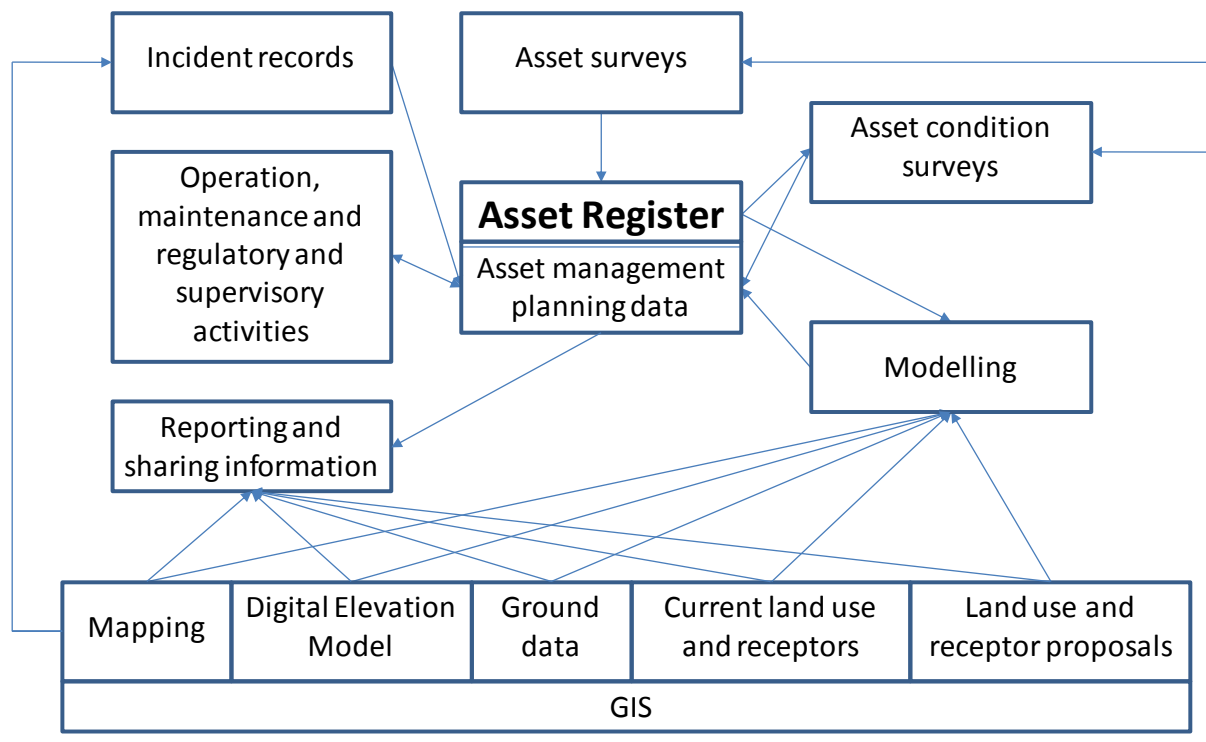 Incident records
Asset surveys
Asset condition
surveys
Operation,
maintenance and
regulatory and
supervisory
activities
Asset Register
Asset management
planning data
Modelling
Reporting and
sharing information
Mapping
Digital Elevation
Model
Ground
data
Current land use
and receptors
Land use and
receptor proposals
GIS